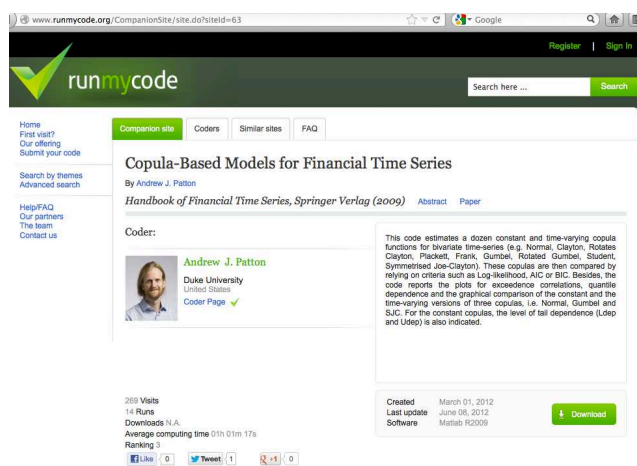 www.runmycode.org/CompanionSite/site.do?siteId=63
Google
Register | Sign In
runmycode
Search here ...
Search
Home
First visit?
Our offering
Submit your code
Search by themes
Advanced search
Help/FAQ
Our partners
The team
Contact us
Companion site
Coders
Similar sites
FAQ
Copula-Based Models for Financial Time Series
By Andrew J. Patton
Handbook of Financial Time Series, Springer Verlag (2009) Abstract Paper
Coder:
Andrew J. Patton
Duke University
United States
Coder Page
This code estimates a dozen constant and time-varying copula
functions for bivariate time-series (e.g. Normal, Clayton, Rotates
Clayton, Plackett, Frank, Gumbel, Rotated Gumbel, Student,
Symmetrised Joe-Clayton). These copulas are then compared by
relying on criteria such as Log-likelihood, AIC or BIC. Besides, the
code reports the plots for exceedence correlations, quantile
dependence and the graphical comparison of the constant and the
time-varying versions of three copulas, i.e. Normal, Gumbel and
SJC. For the constant copulas, the level of tail dependence (Ldep
and Udep) is also indicated.
269 Visits
14 Runs
Downloads N.A.
Average computing time 01h 01m 17s
Ranking 3
Like 0
Tweet 1
+1 0
Created March 01, 2012
Last update June 08, 2012
Software Matlab R2009
Download